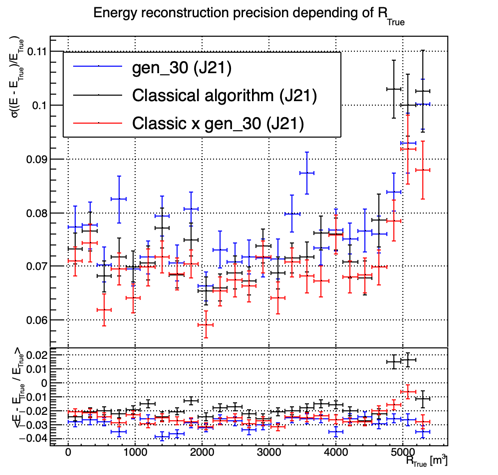 Energy reconstruction precision depending of R_True
σ((E - E_True)/E_True)
0.11
0.1
0.09
0.08
0.07
0.06
gen_30 (J21)
Classical algorithm (J21)
Classic x gen_30 (J21)
<E - E_True / E_True>
0.02
0.01
0
−0.01
−0.02
−0.03
−0.04
0 1000 2000 3000 4000 5000
R_True [m³]